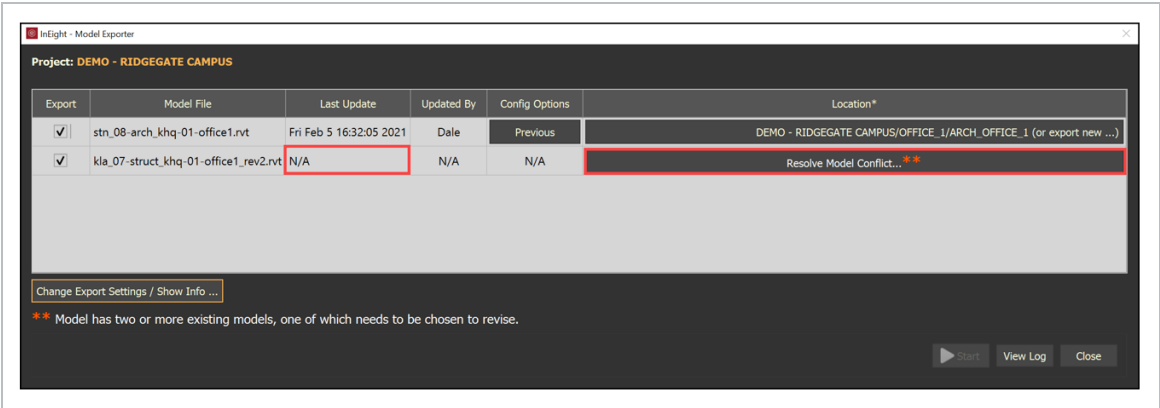 InEight - Model Exporter
Project: DEMO - RIDGEGATE CAMPUS
Export Model File Last Update Updated By Config Options Location*
stn_08-arch_khq-01-office1.rvt Fri Feb 5 16:32:05 2021 Dale Previous DEMO - RIDGEGATE CAMPUS/OFFICE_1/ARCH_OFFICE_1 (or export new ...)
kla_07-struct_khq-01-office1_rev2.rvt N/A N/A N/A Resolve Model Conflict...**
Change Export Settings / Show Info ...
** Model has two or more existing models, one of which needs to be chosen to revise.
Start View Log Close